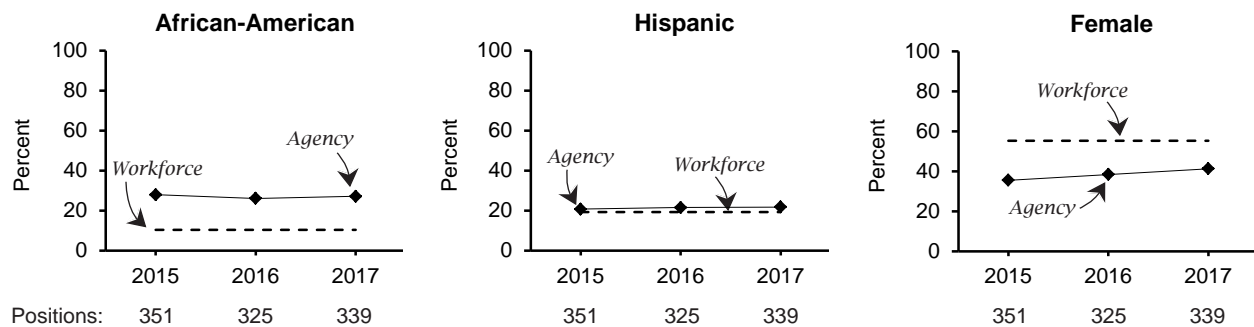 African-American
100
80
60
40
20
0
Percent
Workforce
Agency
2015 2016 2017
Positions: 351 325 339
Hispanic
100
80
60
40
20
0
Percent
Agency
Workforce
2015 2016 2017
351 325 339
Female
100
80
60
40
20
0
Percent
Workforce
Agency
2015 2016 2017
351 325 339